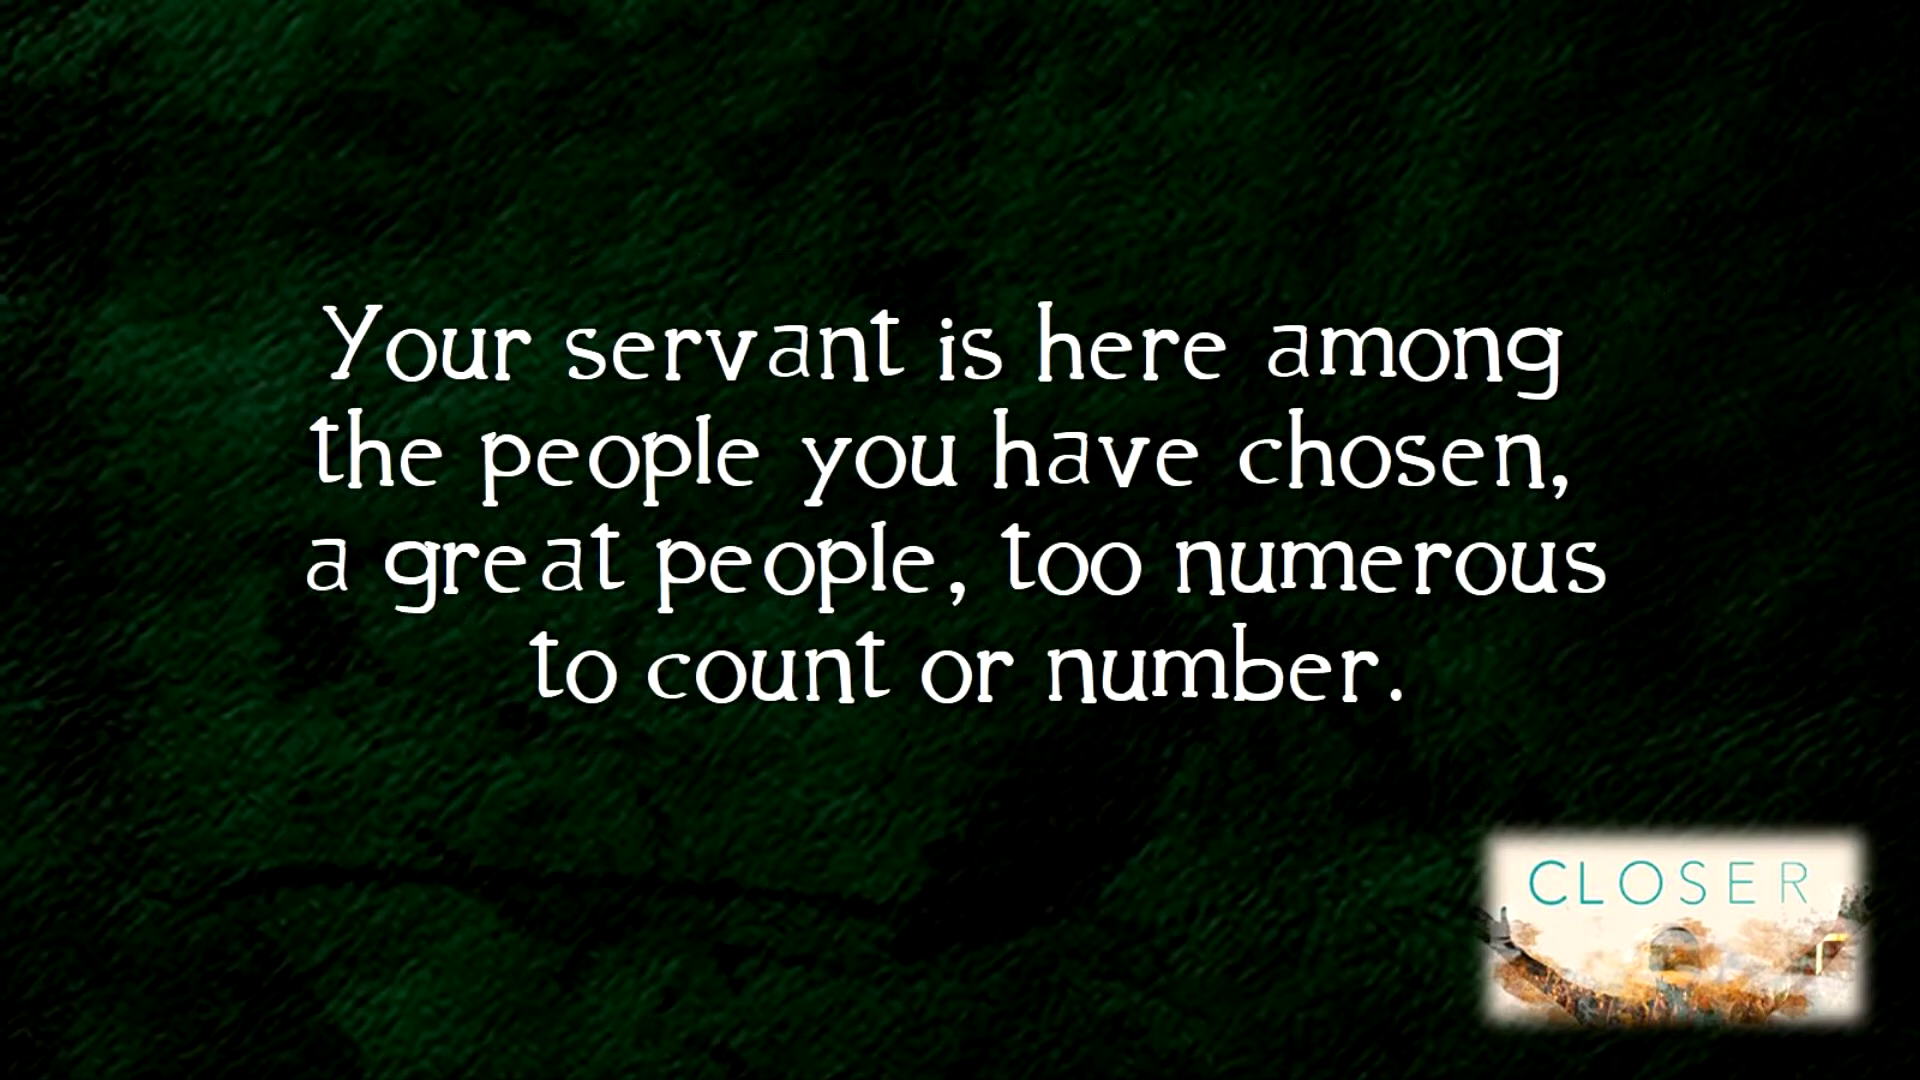 Your servant is here among
the people you have chosen,
a great people, too numerous
to count or number.
CLOSER